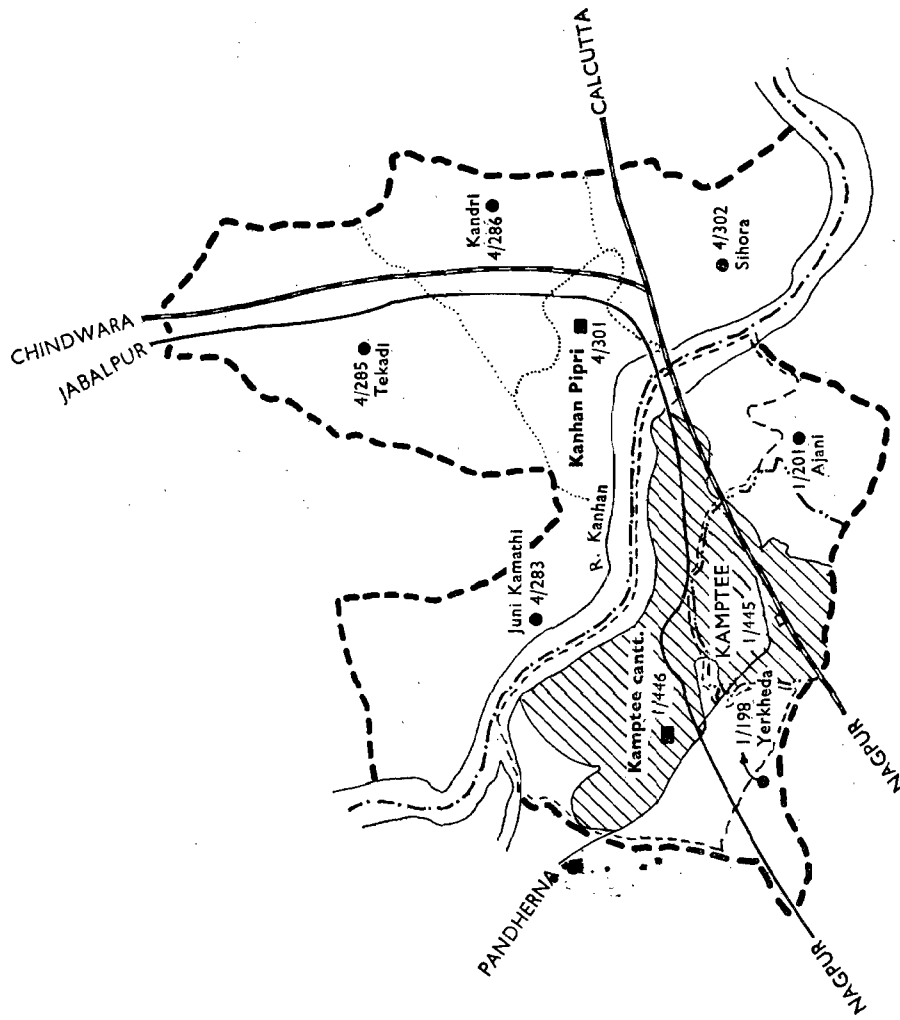 CALCUTTA
CHINDWARA
JABALPUR
Kandri
4/286
4/285
Tekadi
4/302
Sihora
Kanhan Pipri
4/301
Juni Kamathi
4/283
R. Kanhan
1/201
Ajani
Kamptee cantt.
1/446
KAMPTEE
1/445
1/198
Yerkheda
PANDHERNA
NAGPUR
NAGPUR